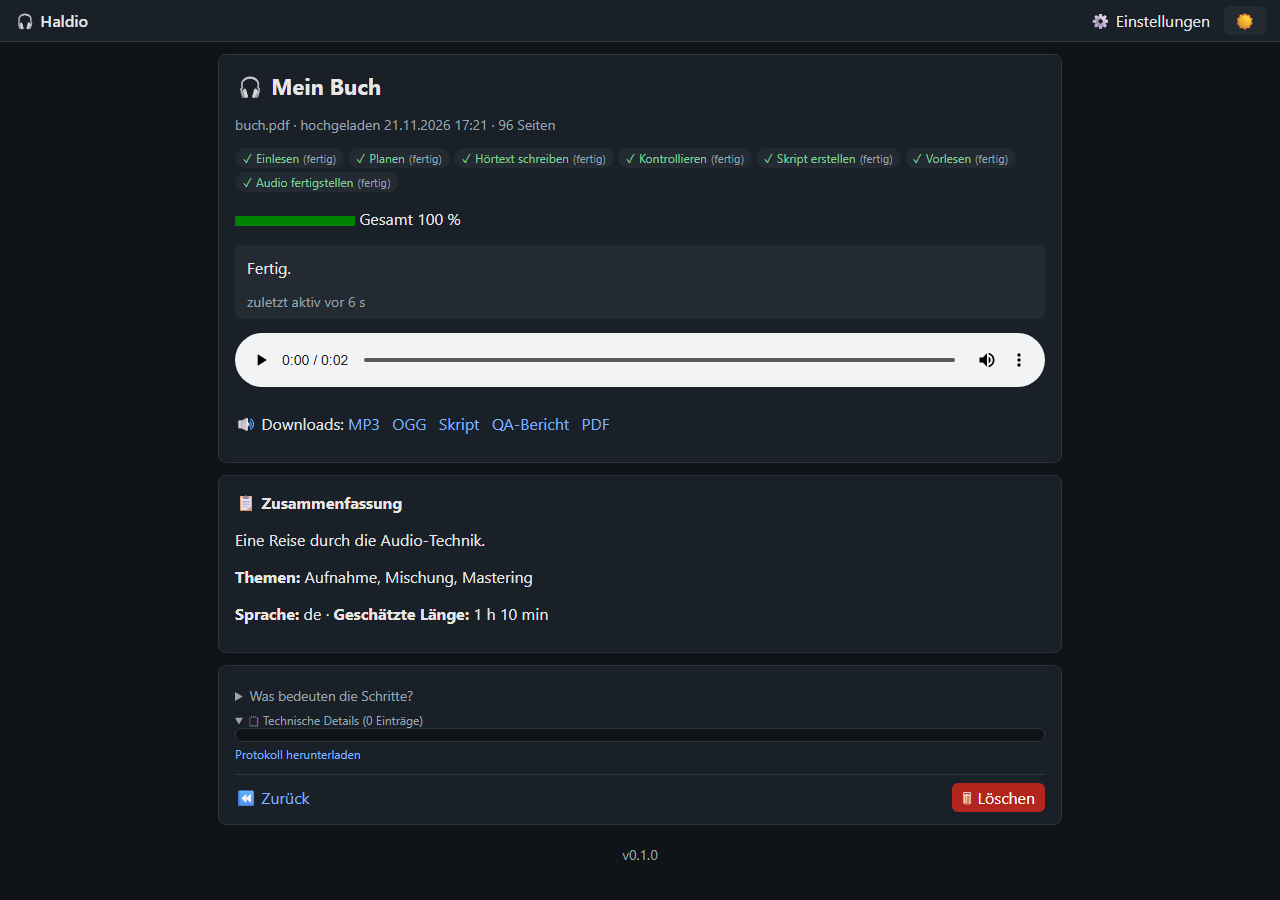 Haldio
Einstellungen
Mein Buch
buch.pdf · hochgeladen 21.11.2026 17:21 · 96 Seiten
✓ Einlesen (fertig) ✓ Planen (fertig) ✓ Hörtext schreiben (fertig) ✓ Kontrollieren (fertig) ✓ Skript erstellen (fertig) ✓ Vorlesen (fertig)
✓ Audio fertigstellen (fertig)
Gesamt 100 %
Fertig.
zuletzt aktiv vor 6 s
0:00 / 0:02
Downloads: MP3 OGG Skript QA-Bericht PDF
Zusammenfassung
Eine Reise durch die Audio-Technik.
Themen: Aufnahme, Mischung, Mastering
Sprache: de · Geschätzte Länge: 1 h 10 min
Was bedeuten die Schritte?
Technische Details (0 Einträge)
Protokoll herunterladen
Zurück
Löschen
v0.1.0